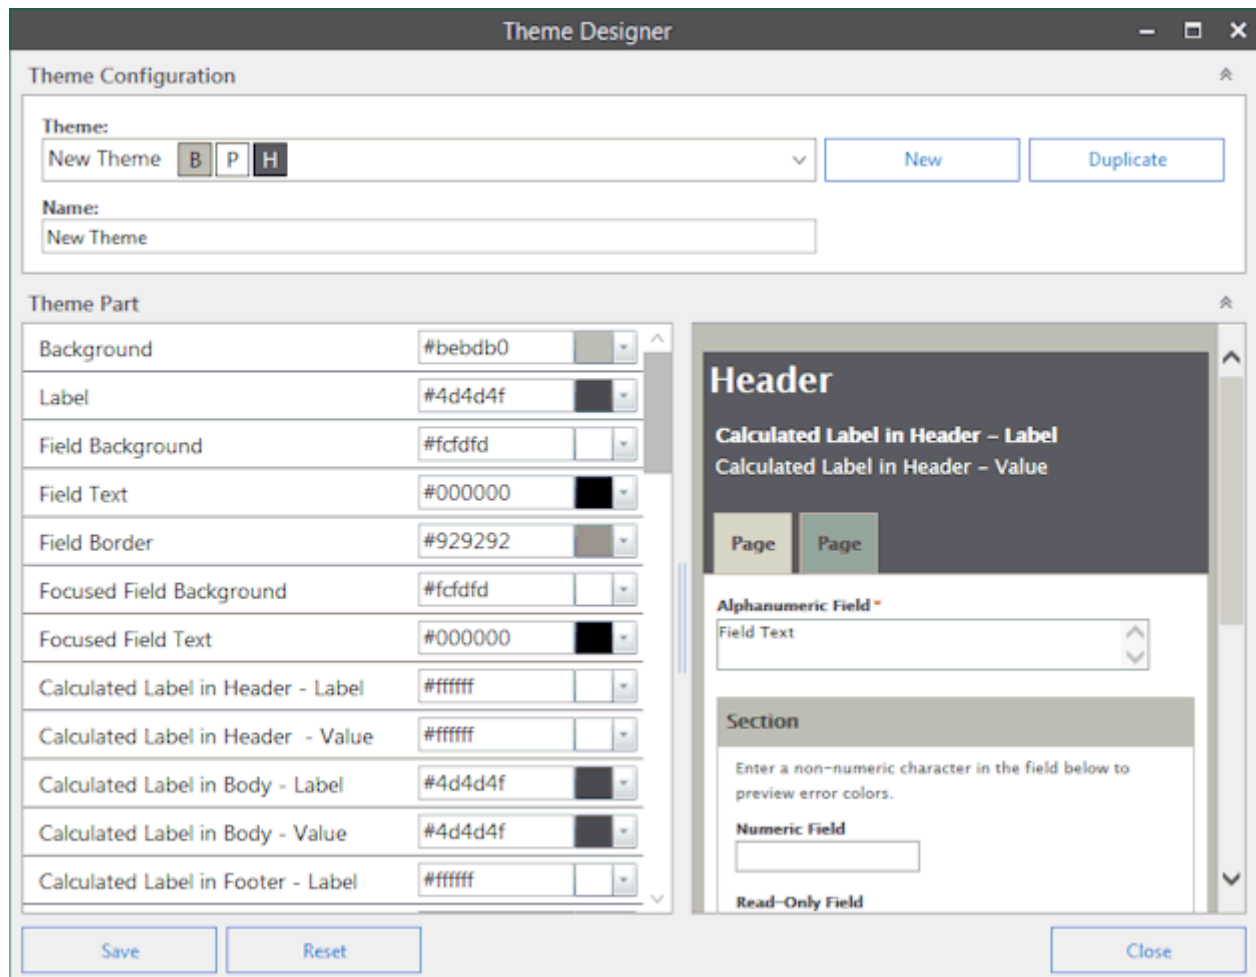 Theme Designer
Theme Configuration
Theme:
New Theme B P H
New
Duplicate
Name:
New Theme
Theme Part
Background #bebdb0
Label #4d4d4f
Field Background #fcfdfd
Field Text #000000
Field Border #929292
Focused Field Background #fcfdfd
Focused Field Text #000000
Calculated Label in Header - Label #ffffff
Calculated Label in Header - Value #ffffff
Calculated Label in Body - Label #4d4d4f
Calculated Label in Body - Value #4d4d4f
Calculated Label in Footer - Label #ffffff
Header
Calculated Label in Header – Label
Calculated Label in Header – Value
Page Page
Alphanumeric Field *
Field Text
Section
Enter a non-numeric character in the field below to
preview error colors.
Numeric Field
Read-Only Field
Save
Reset
Close